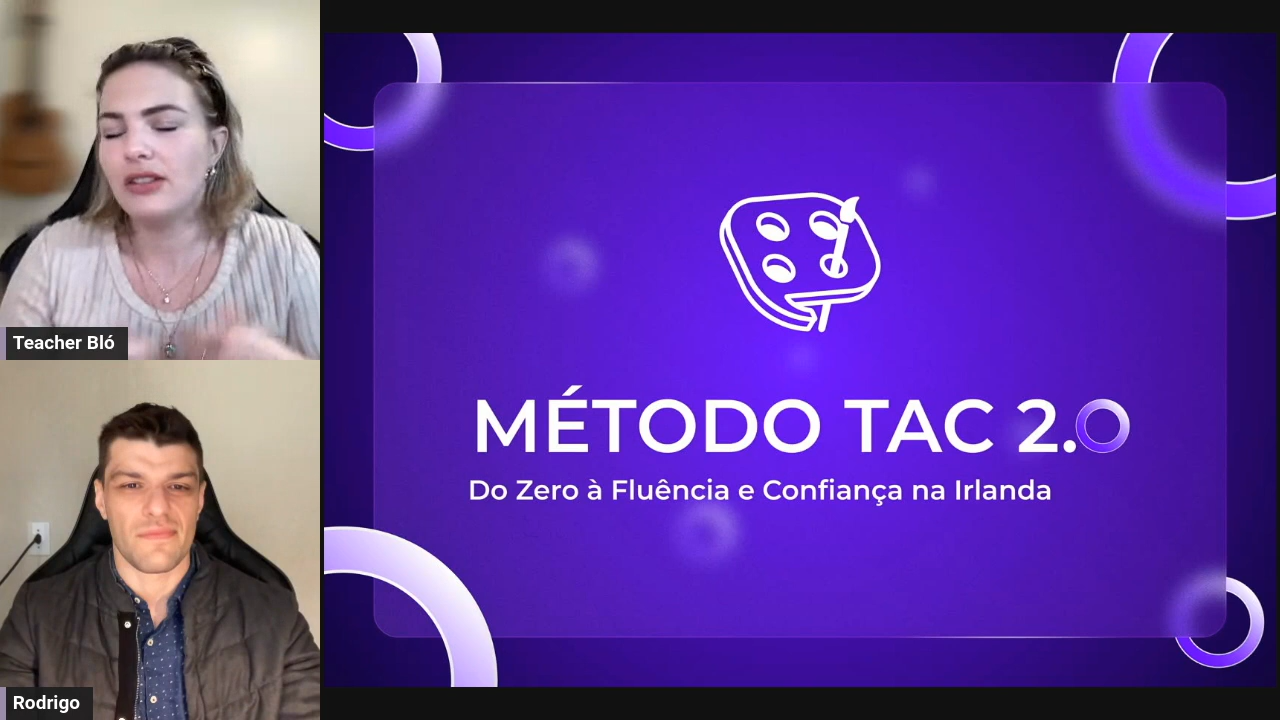 Teacher Bló
Rodrigo
MÉTODO TAC 2.0
Do Zero à Fluência e Confiança na Irlanda